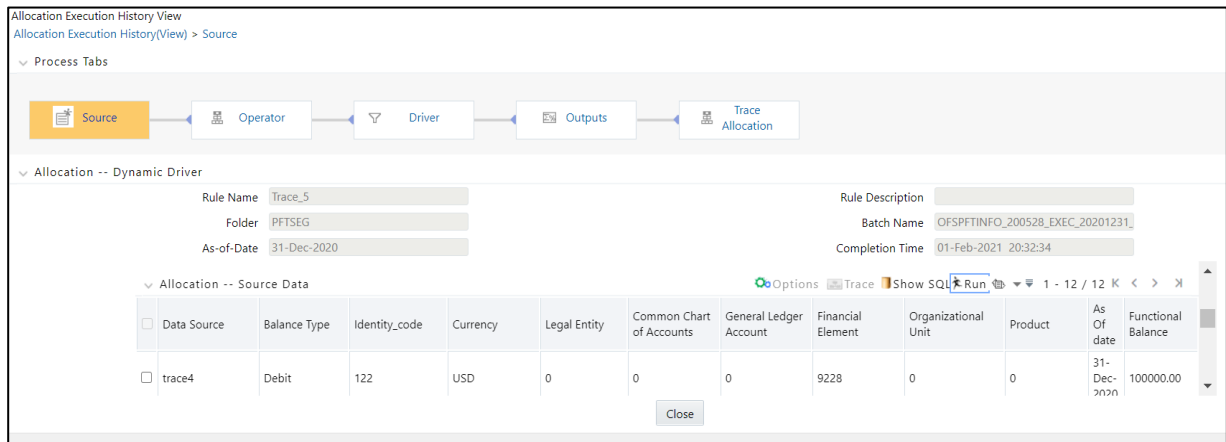 Allocation Execution History View
Allocation Execution History(View) > Source
Process Tabs
Source
Operator
Driver
Outputs
Trace
Allocation
Allocation -- Dynamic Driver
Rule Name Trace_5 Rule Description
Folder PFTSEG Batch Name OFSPFTINFO_200528_EXEC_20201231_
As-of-Date 31-Dec-2020 Completion Time 01-Feb-2021 20:32:34
Allocation -- Source Data Options Trace Show SQL Run 1 - 12 / 12
Data Source Balance Type Identity_code Currency Legal Entity Common Chart of Accounts General Ledger Account Financial Element Organizational Unit Product As Of date Functional Balance
trace4 Debit 122 USD 0 0 0 9228 0 0 31-Dec-2020 100000.00
Close